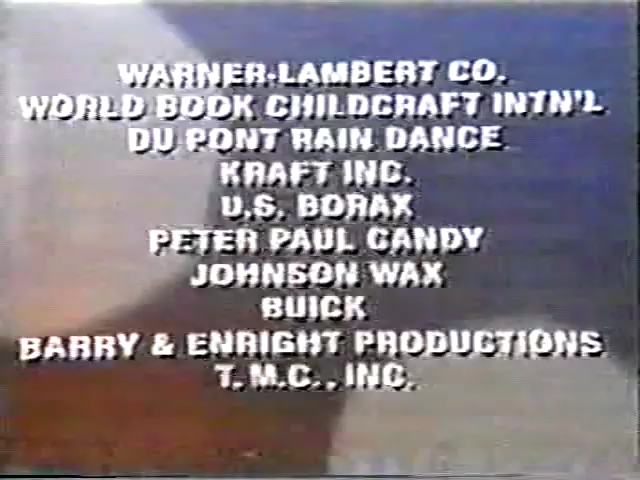 WARNER-LAMBERT CO.
WORLD BOOK CHILDCRAFT INTN'L
DU PONT RAIN DANCE
KRAFT INC.
U.S. BORAX
PETER PAUL CANDY
JOHNSON WAX
BUICK
BARRY & ENRIGHT PRODUCTIONS
T.M.C., INC.